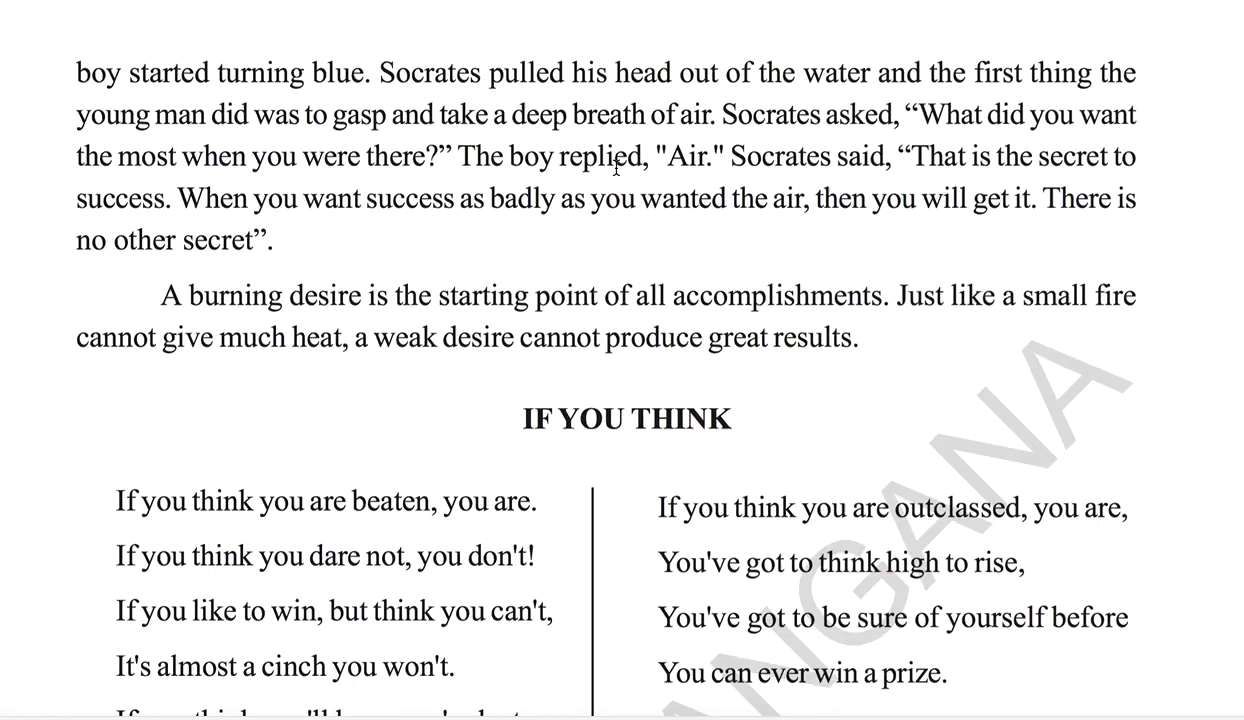 boy started turning blue. Socrates pulled his head out of the water and the first thing the
young man did was to gasp and take a deep breath of air. Socrates asked, “What did you want
the most when you were there?” The boy replied, "Air." Socrates said, “That is the secret to
success. When you want success as badly as you wanted the air, then you will get it. There is
no other secret”.
A burning desire is the starting point of all accomplishments. Just like a small fire
cannot give much heat, a weak desire cannot produce great results.
IF YOU THINK
If you think you are beaten, you are.
If you think you dare not, you don't!
If you like to win, but think you can't,
It's almost a cinch you won't.
If you think you are outclassed, you are,
You've got to think high to rise,
You've got to be sure of yourself before
You can ever win a prize.
ANGANA